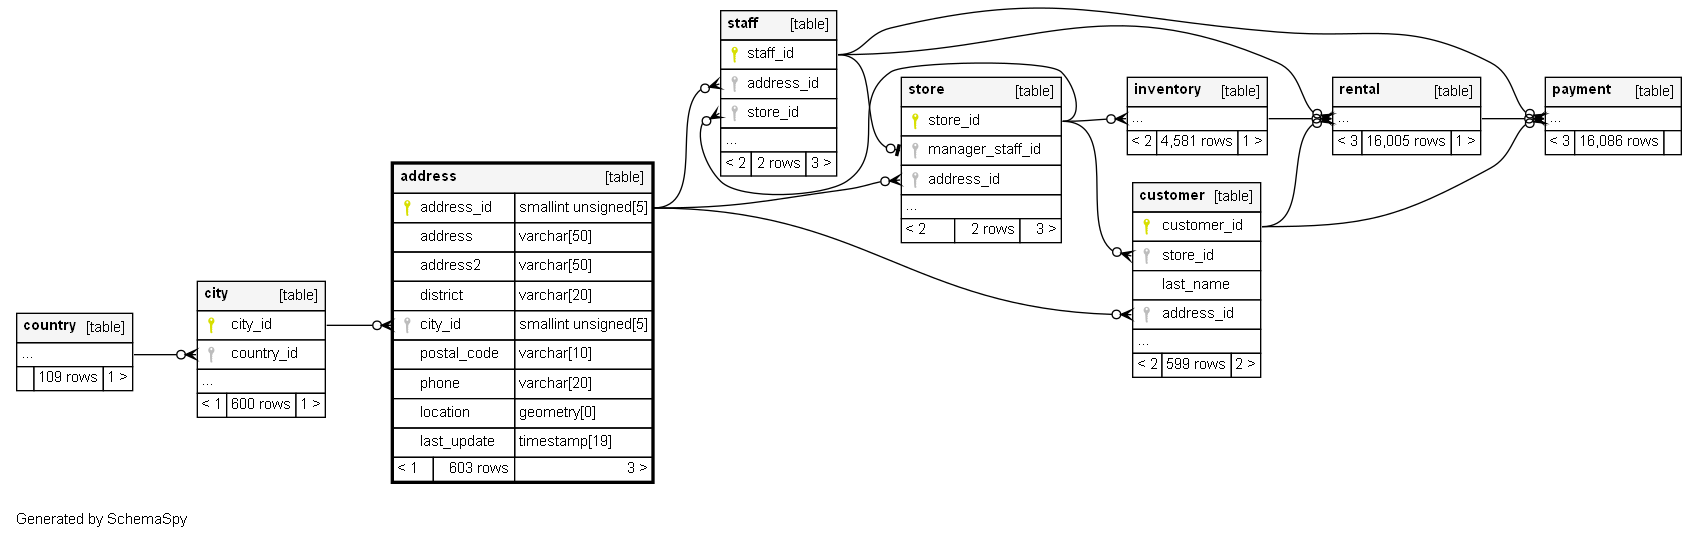 staff [table]
staff_id
address_id
store_id
...
< 2 2 rows 3 >
store [table]
store_id
manager_staff_id
address_id
...
< 2 2 rows 3 >
inventory [table]
...
< 2 4,581 rows 1 >
rental [table]
...
< 3 16,005 rows 1 >
payment [table]
...
< 3 16,086 rows
customer [table]
customer_id
store_id
last_name
address_id
...
< 2 599 rows 2 >
address [table]
address_id smallint unsigned[5]
address varchar[50]
address2 varchar[50]
district varchar[20]
city_id smallint unsigned[5]
postal_code varchar[10]
phone varchar[20]
location geometry[0]
last_update timestamp[19]
< 1 603 rows 3 >
city [table]
city_id
country_id
...
< 1 600 rows 1 >
country [table]
...
109 rows 1 >
Generated by SchemaSpy